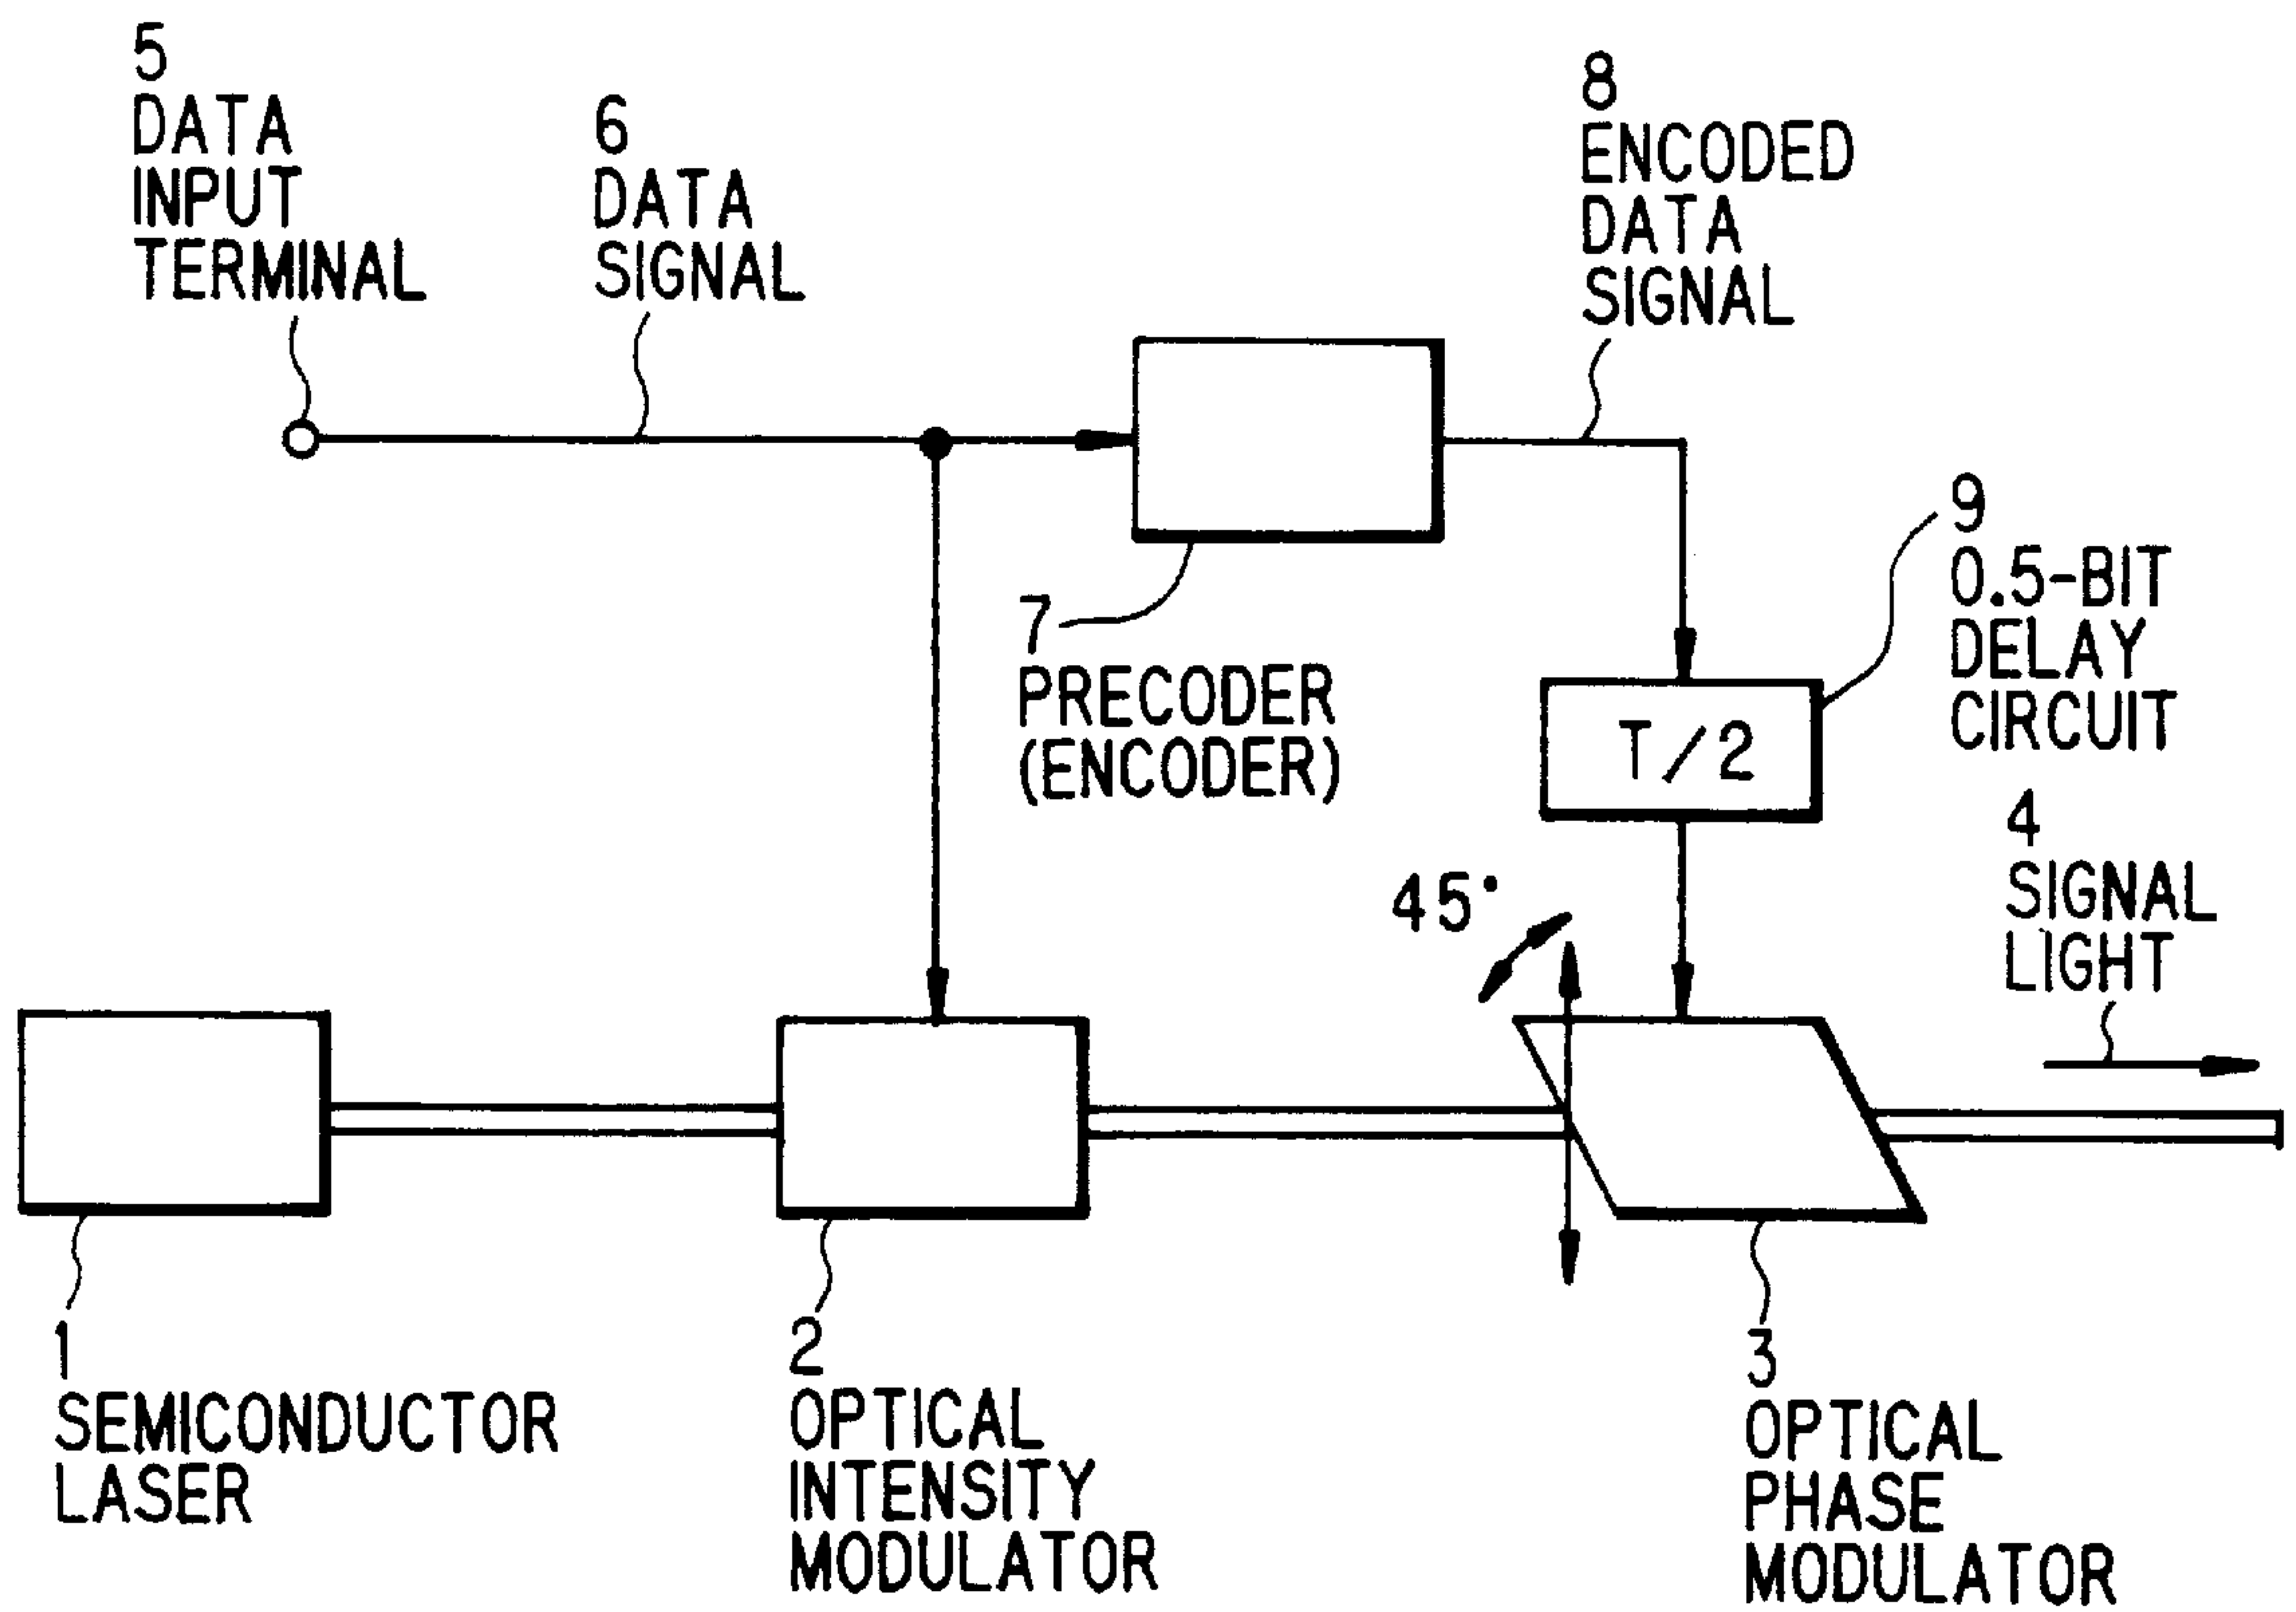 5
DATA
INPUT
TERMINAL
6
DATA
SIGNAL
8
ENCODED
DATA
SIGNAL
7
PRECODER
(ENCODER)
9
0.5-BIT
DELAY
CIRCUIT
T/2
45°
4
SIGNAL
LIGHT
1
SEMICONDUCTOR
LASER
2
OPTICAL
INTENSITY
MODULATOR
3
OPTICAL
PHASE
MODULATOR